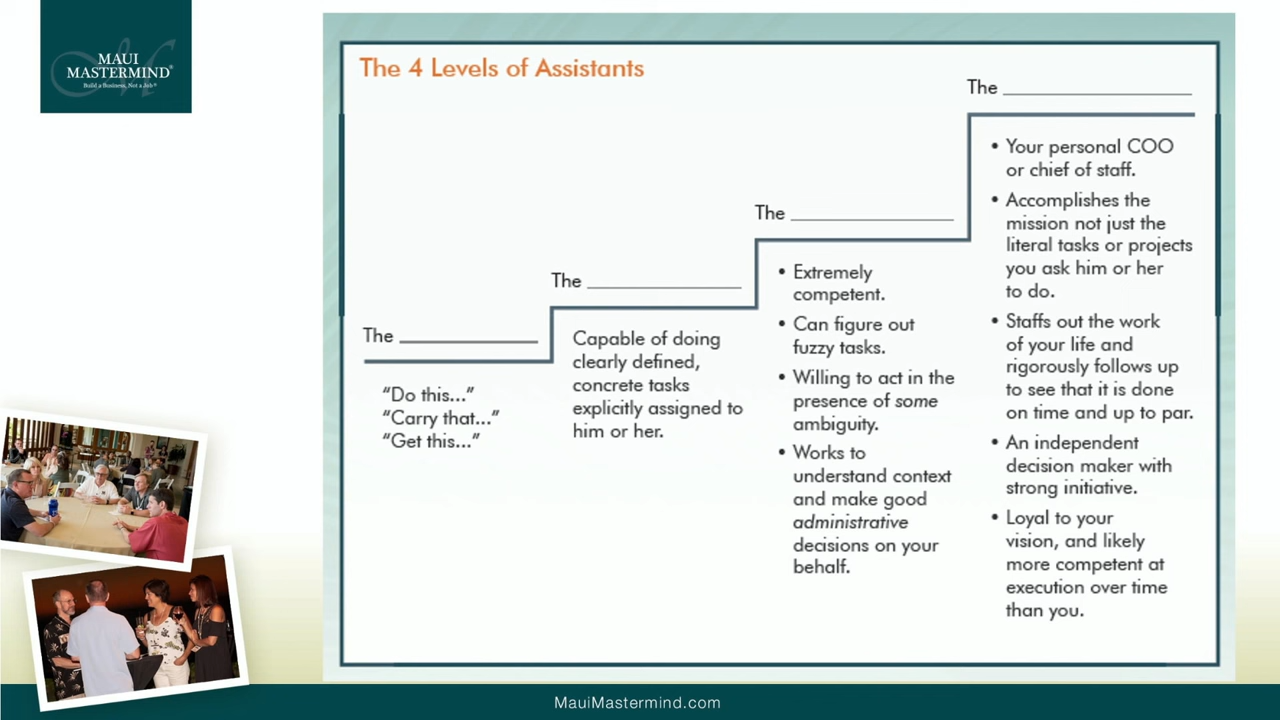 MAUI
MASTERMIND®
Build a Business, Not a Job®
The 4 Levels of Assistants
The _______________
"Do this..."
"Carry that..."
"Get this..."
The _______________
Capable of doing
clearly defined,
concrete tasks
explicitly assigned to
him or her.
The _______________
• Extremely
competent.
• Can figure out
fuzzy tasks.
• Willing to act in the
presence of some
ambiguity.
• Works to
understand context
and make good
administrative
decisions on your
behalf.
The _______________
• Your personal COO
or chief of staff.
• Accomplishes the
mission not just the
literal tasks or projects
you ask him or her
to do.
• Staffs out the work
of your life and
rigorously follows up
to see that it is done
on time and up to par.
• An independent
decision maker with
strong initiative.
• Loyal to your
vision, and likely
more competent at
execution over time
than you.
MauiMastermind.com